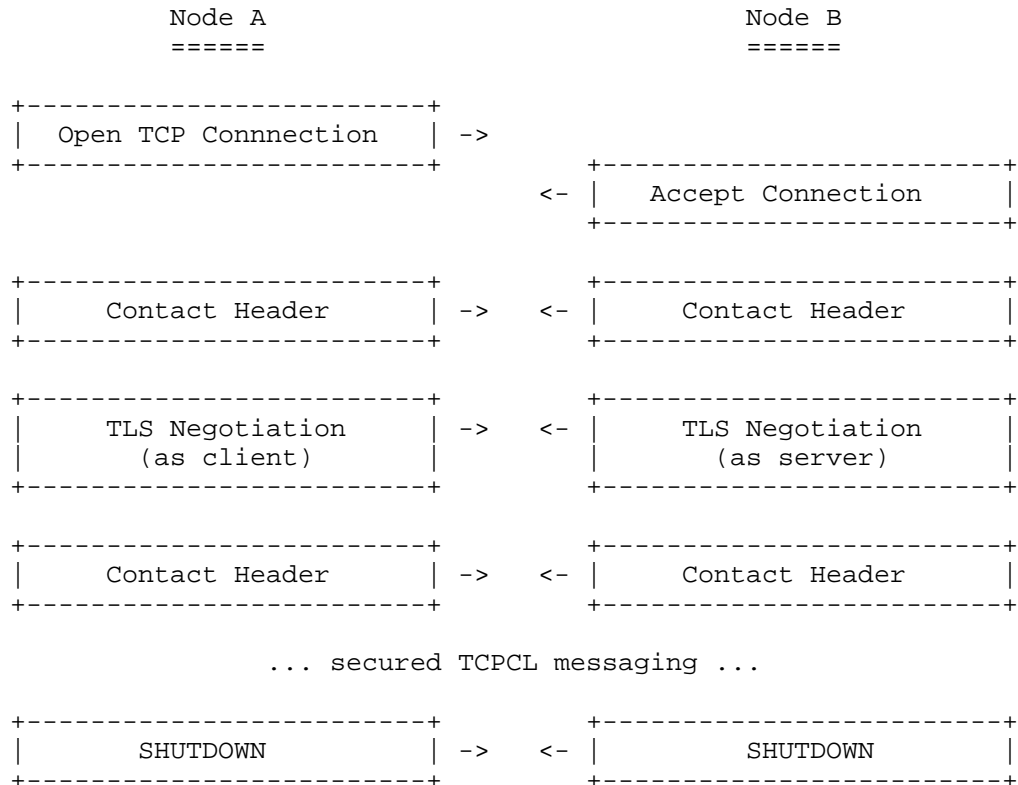 Node A Node B
====== ======
+-------------------------+
| Open TCP Connnection | ->
+-------------------------+ +-------------------------+
<- | Accept Connection |
+-------------------------+
+-------------------------+ +-------------------------+
| Contact Header | -> <- | Contact Header |
+-------------------------+ +-------------------------+
+-------------------------+ +-------------------------+
| TLS Negotiation | -> <- | TLS Negotiation |
| (as client) | | (as server) |
+-------------------------+ +-------------------------+
+-------------------------+ +-------------------------+
| Contact Header | -> <- | Contact Header |
+-------------------------+ +-------------------------+
... secured TCPCL messaging ...
+-------------------------+ +-------------------------+
| SHUTDOWN | -> <- | SHUTDOWN |
+-------------------------+ +-------------------------+